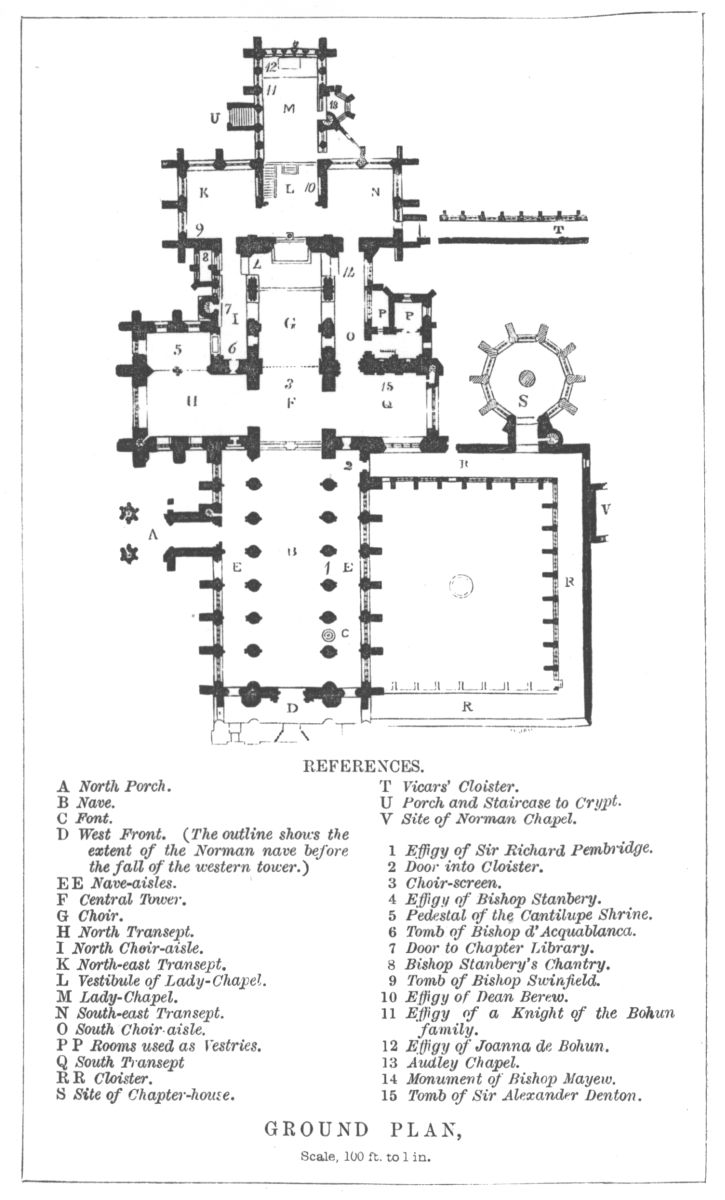 12
11
M
13
U
K
L
10
N
9
T
8
4
14
7
I
G
P
P
O
5
6
3
15
S
H
F
Q
2
R
V
A
E
B
1
E
R
C
D
R
REFERENCES.
A North Porch.
B Nave.
C Font.
D West Front. (The outline shows the
extent of the Norman nave before
the fall of the western tower.)
EE Nave-aisles.
F Central Tower.
G Choir.
H North Transept.
I North Choir-aisle.
K North-east Transept.
L Vestibule of Lady-Chapel.
M Lady-Chapel.
N South-east Transept.
O South Choir-aisle.
P P Rooms used as Vestries.
Q South Transept
RR Cloister.
S Site of Chapter-house.
T Vicars' Cloister.
U Porch and Staircase to Crypt.
V Site of Norman Chapel.
1 Effigy of Sir Richard Pembridge.
2 Door into Cloister.
3 Choir-screen.
4 Effigy of Bishop Stanbery.
5 Pedestal of the Cantilupe Shrine.
6 Tomb of Bishop d'Acquablanca.
7 Door to Chapter Library.
8 Bishop Stanbery's Chantry.
9 Tomb of Bishop Swinfield.
10 Effigy of Dean Berew.
11 Effigy of a Knight of the Bohun
family.
12 Effigy of Joanna de Bohun.
13 Audley Chapel.
14 Monument of Bishop Mayew.
15 Tomb of Sir Alexander Denton.
GROUND PLAN,
Scale, 100 ft. to 1 in.